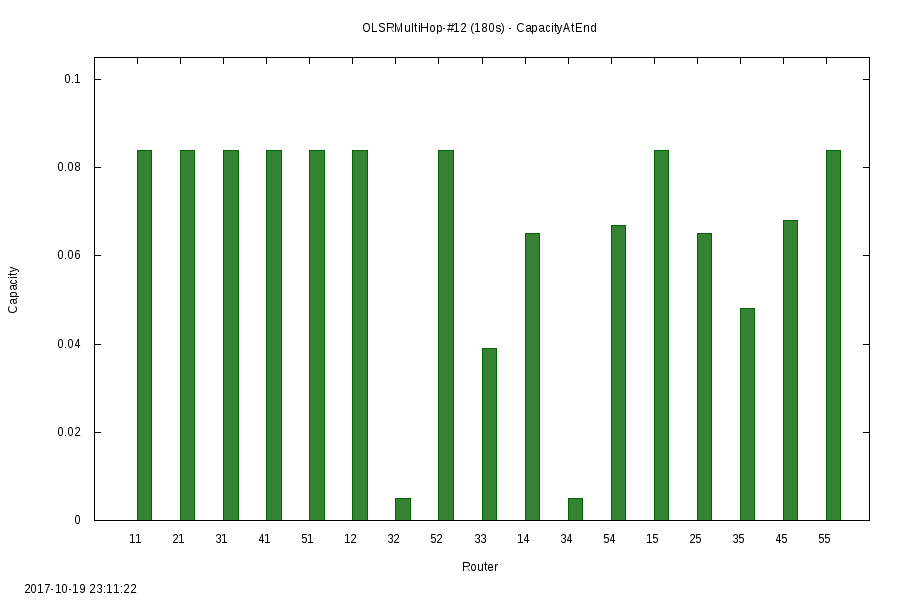 OLSRMultiHop-#12 (180s) - CapacityAtEnd
0.1
0.08
0.06
0.04
0.02
0
Capacity
11 21 31 41 51 12 32 52 33 14 34 54 15 25 35 45 55
Router
2017-10-19 23:11:22